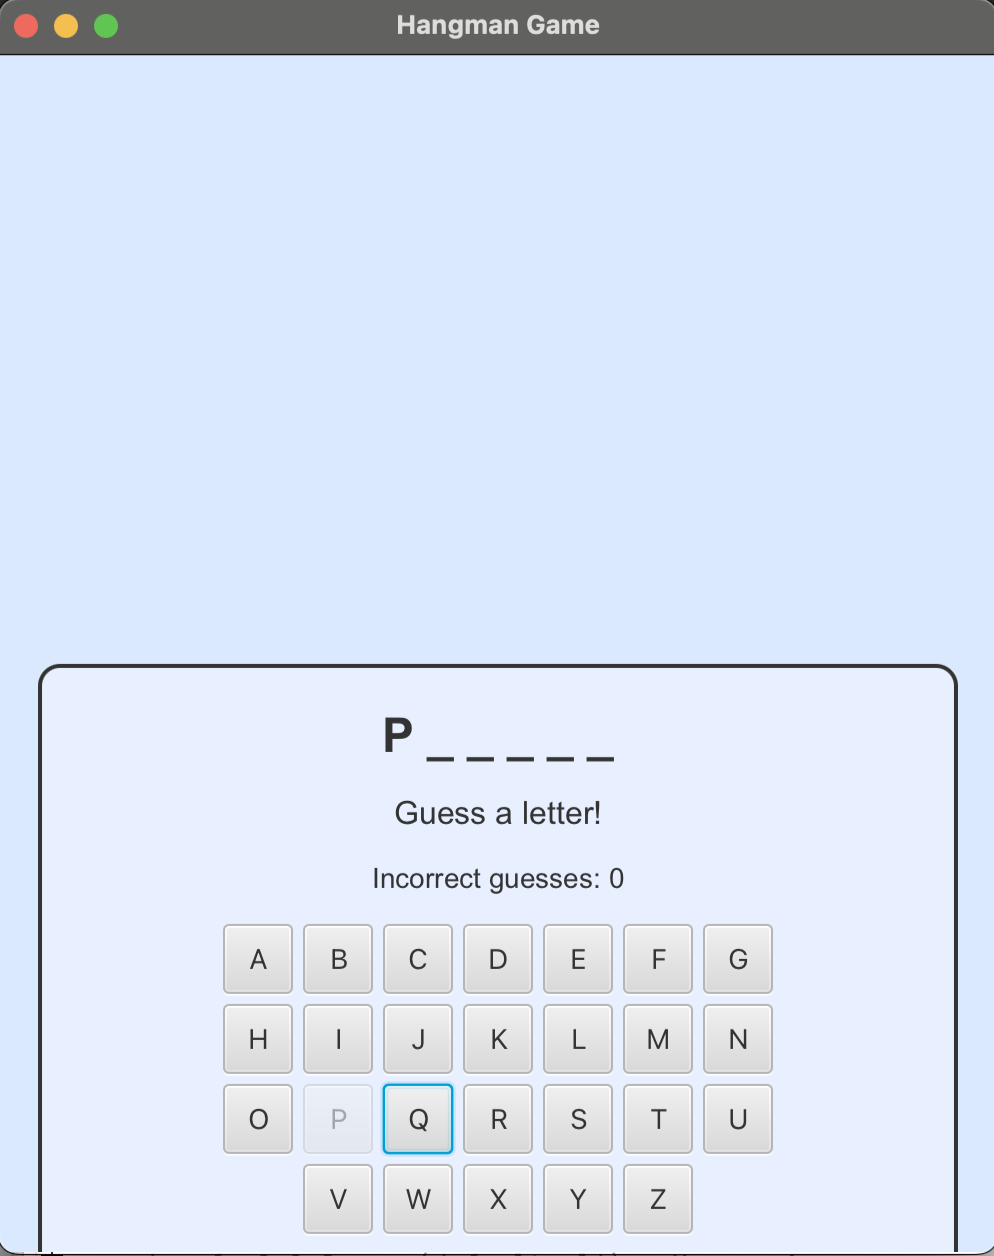 Hangman Game
P _ _ _ _ _
Guess a letter!
Incorrect guesses: 0
A B C D E F G
H I J K L M N
O P Q R S T U
V W X Y Z